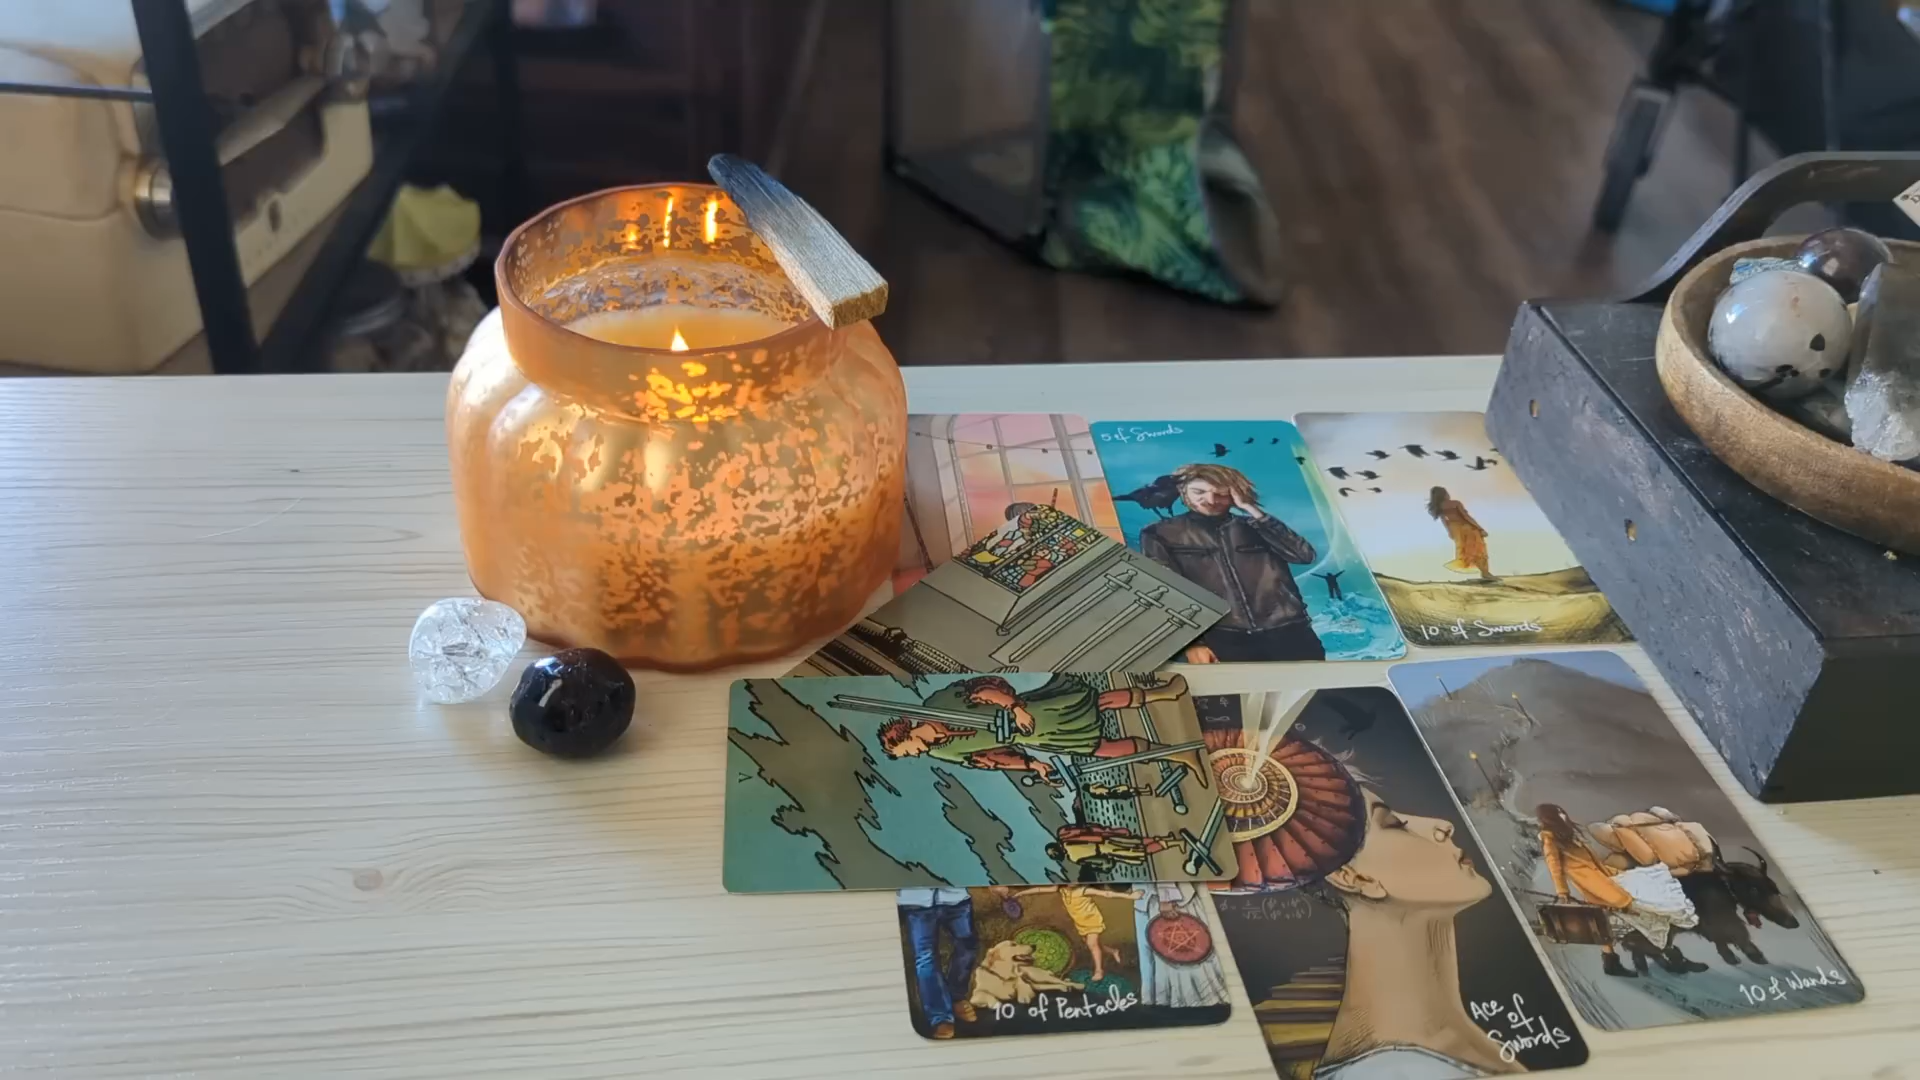 5 of Swords
10 of Swords
V
10 of Pentacles
Ace
of
Swords
10 of Wands